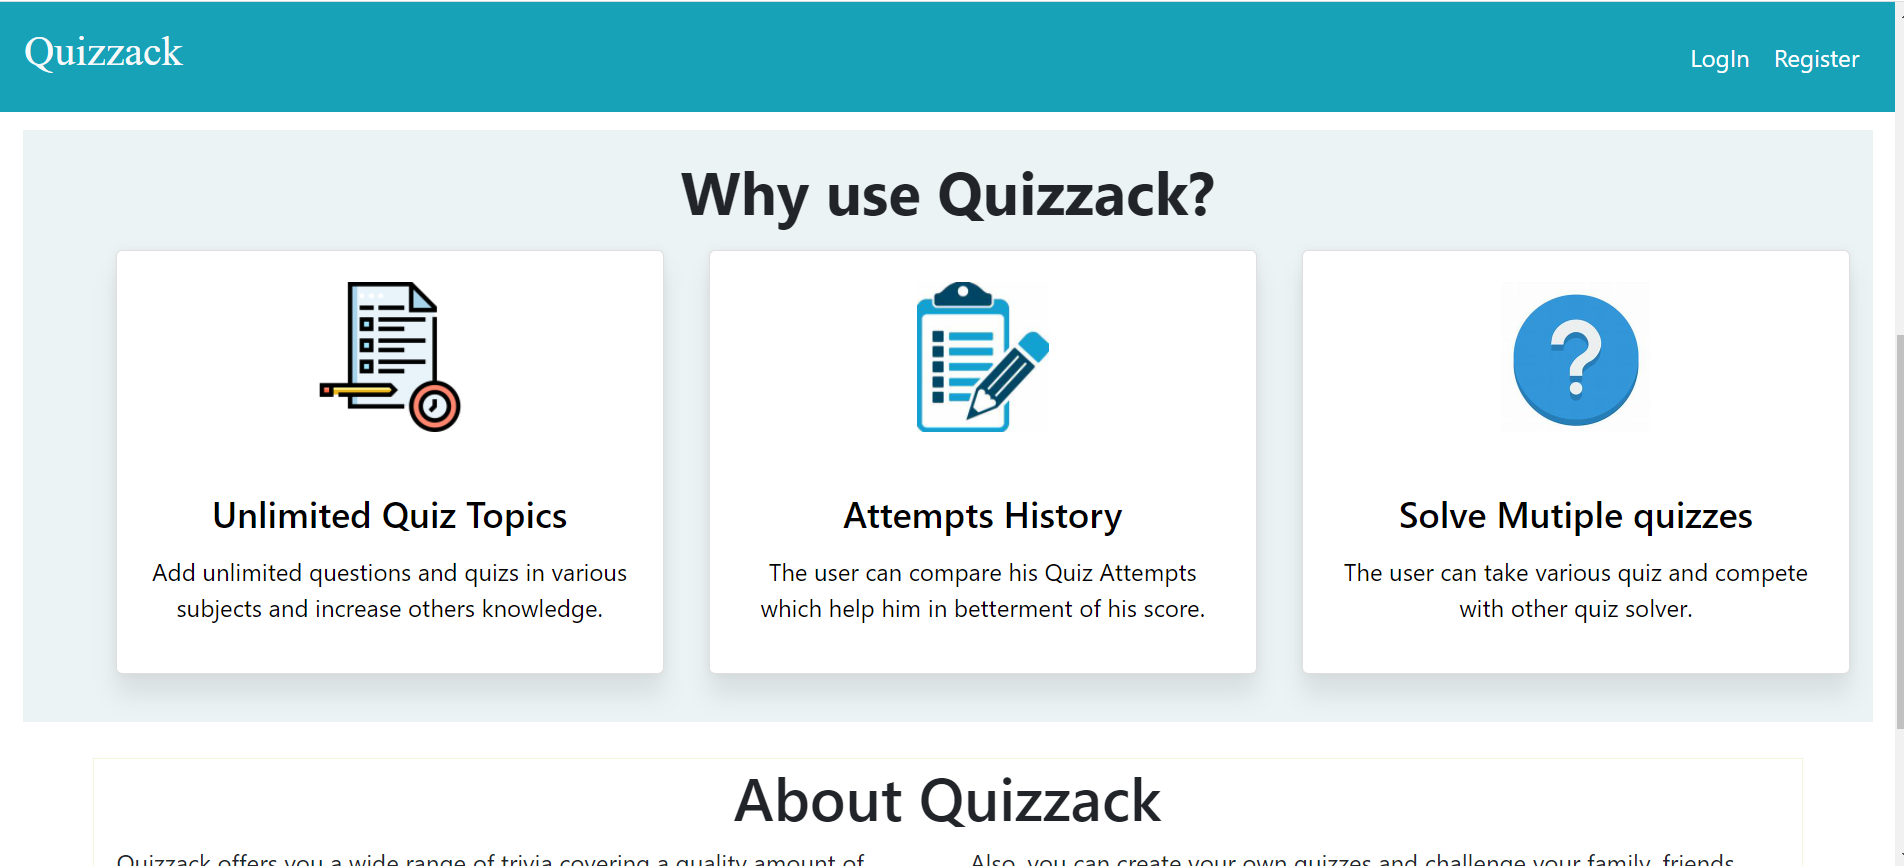 Quizzack
LogIn Register
Why use Quizzack?
Unlimited Quiz Topics
Add unlimited questions and quizs in various
subjects and increase others knowledge.
Attempts History
The user can compare his Quiz Attempts
which help him in betterment of his score.
Solve Mutiple quizzes
The user can take various quiz and compete
with other quiz solver.
About Quizzack
Quizzack offers you a wide range of trivia covering a quality amount of
Also, you can create your own quizzes and challenge your family, friends